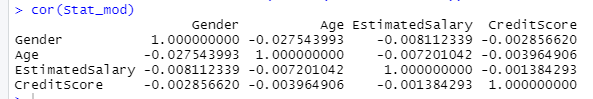 > cor(Stat_mod)
Gender Age EstimatedSalary CreditScore
Gender 1.000000000 -0.027543993 -0.008112339 -0.002856620
Age -0.027543993 1.000000000 -0.007201042 -0.003964906
EstimatedSalary -0.008112339 -0.007201042 1.000000000 -0.001384293
CreditScore -0.002856620 -0.003964906 -0.001384293 1.000000000
>